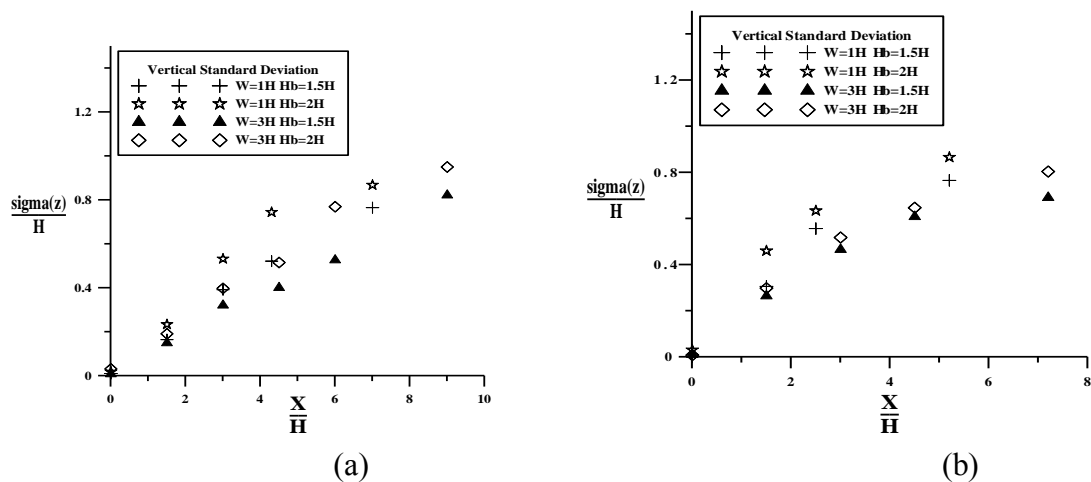 Vertical Standard Deviation
W=1H Hb=1.5H
W=1H Hb=2H
W=3H Hb=1.5H
W=3H Hb=2H
1.2
0.8
0.4
0
sigma(z)
H
0 2 4 6 8 10
X
H
(a)
Vertical Standard Deviation
W=1H Hb=1.5H
W=1H Hb=2H
W=3H Hb=1.5H
W=3H Hb=2H
1.2
0.8
0.4
0
sigma(z)
H
0 2 4 6 8
X
H
(b)